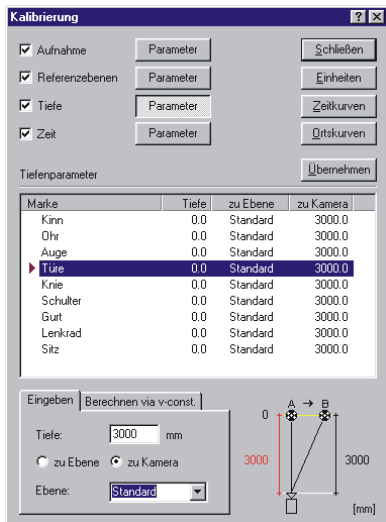 Kalibrierung
Aufnahme Parameter Schließen
Referenzebenen Parameter Einheiten
Tiefe Parameter Zeitkurven
Zeit Parameter Ortskurven
Tiefenparameter Übernehmen
Marke Tiefe zu Ebene zu Kamera
Kinn 0.0 Standard 3000.0
Ohr 0.0 Standard 3000.0
Auge 0.0 Standard 3000.0
Türe 0.0 Standard 3000.0
Knie 0.0 Standard 3000.0
Schulter 0.0 Standard 3000.0
Gurt 0.0 Standard 3000.0
Lenkrad 0.0 Standard 3000.0
Sitz 0.0 Standard 3000.0
Eingeben Berechnen via v-const.
Tiefe: 3000 mm
zu Ebene zu Kamera
Ebene: Standard
A → B
0
3000 3000
[mm]